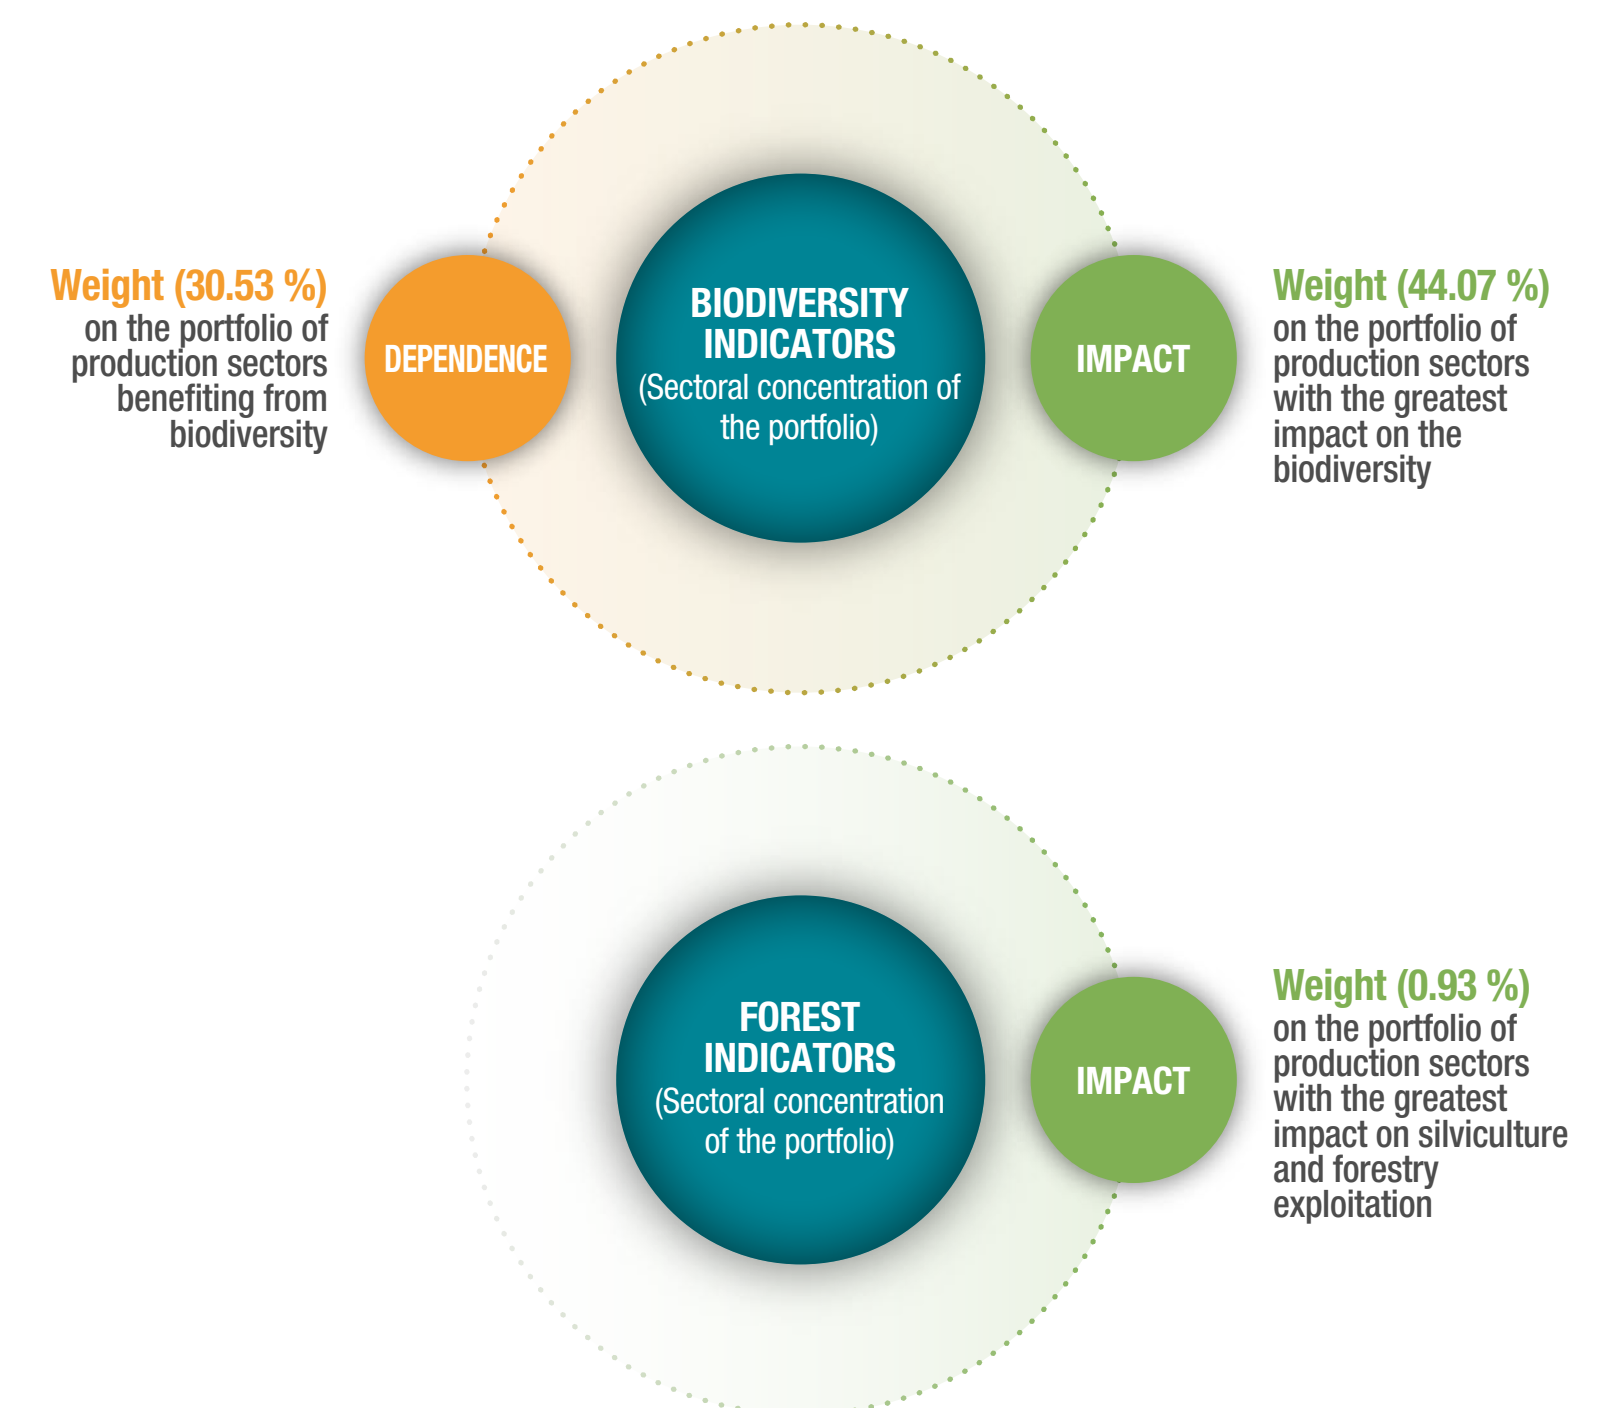 Weight (30.53 %)
on the portfolio of
production sectors
benefiting from
biodiversity
DEPENDENCE
BIODIVERSITY
INDICATORS
(Sectoral concentration of
the portfolio)
IMPACT
Weight (44.07 %)
on the portfolio of
production sectors
with the greatest
impact on the
biodiversity
FOREST
INDICATORS
(Sectoral concentration
of the portfolio)
IMPACT
Weight (0.93 %)
on the portfolio of
production sectors
with the greatest
impact on silviculture
and forestry
exploitation